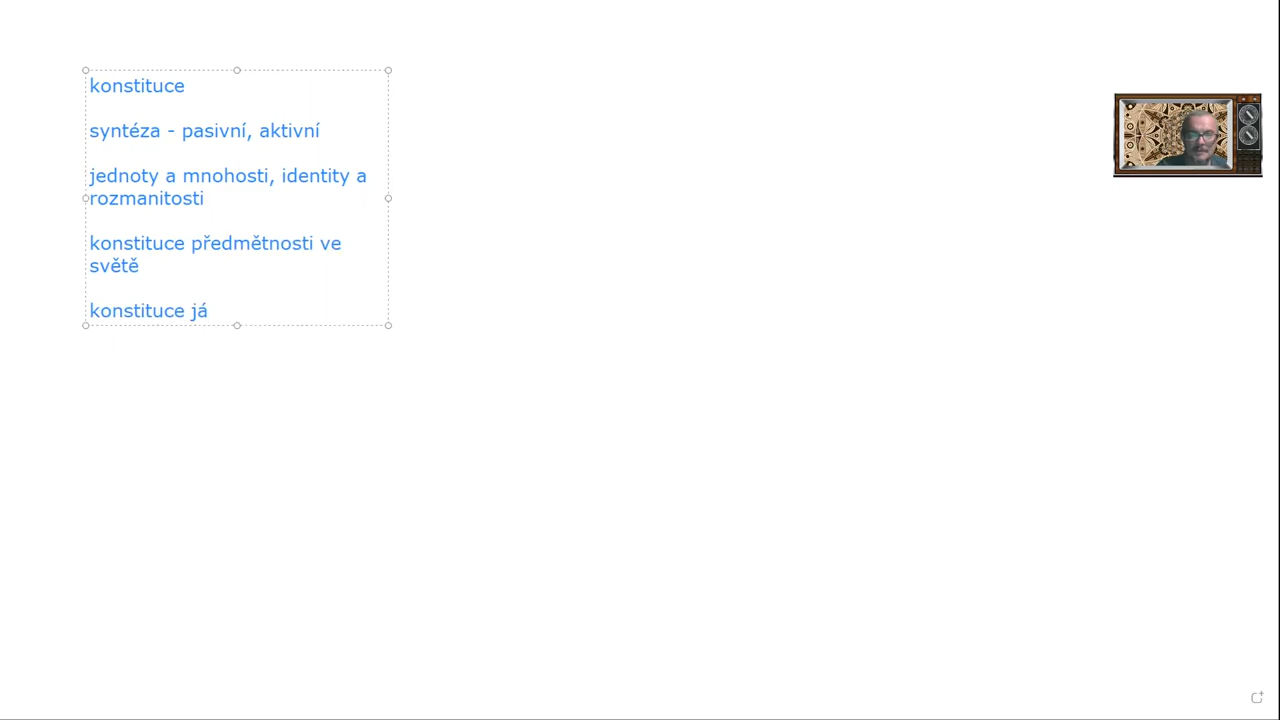 konstituce
syntéza - pasivní, aktivní
jednoty a mnohosti, identity a
rozmanitosti
konstituce předmětnosti ve
světě
konstituce já